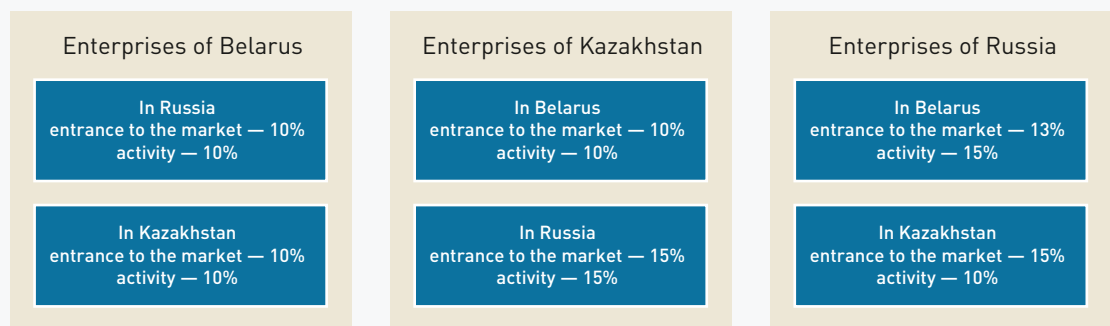 Enterprises of Belarus
In Russia
entrance to the market — 10%
activity — 10%
In Kazakhstan
entrance to the market — 10%
activity — 10%
Enterprises of Kazakhstan
In Belarus
entrance to the market — 10%
activity — 10%
In Russia
entrance to the market — 15%
activity — 15%
Enterprises of Russia
In Belarus
entrance to the market — 13%
activity — 15%
In Kazakhstan
entrance to the market — 15%
activity — 10%